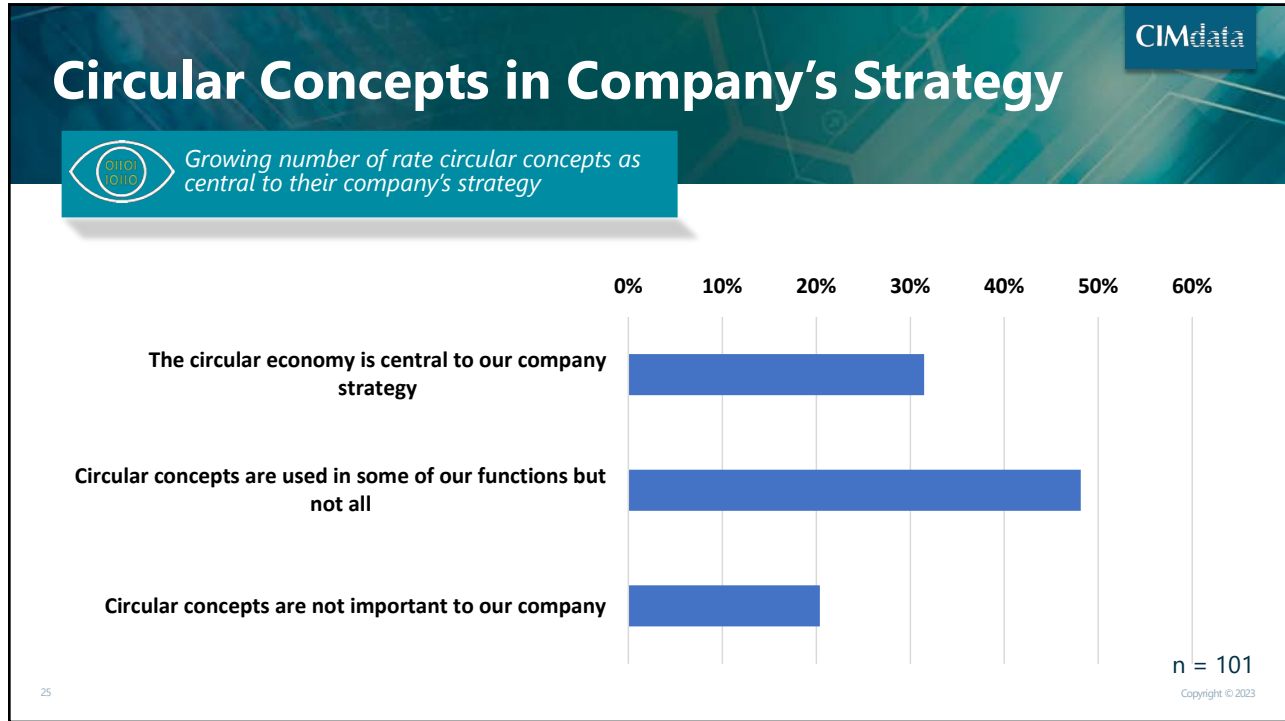 CIMdata
Circular Concepts in Company's Strategy
01101
10110
Growing number of rate circular concepts as
central to their company's strategy
0% 10% 20% 30% 40% 50% 60%
The circular economy is central to our company
strategy
Circular concepts are used in some of our functions but
not all
Circular concepts are not important to our company
n = 101
25
Copyright © 2023